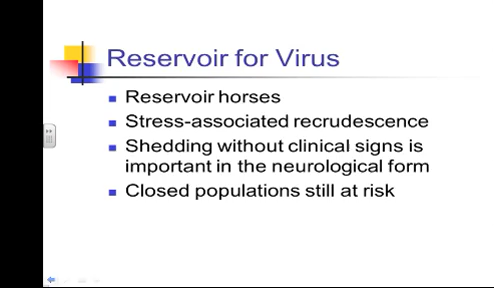 Reservoir for Virus
Reservoir horses
Stress-associated recrudescence
Shedding without clinical signs is
important in the neurological form
Closed populations still at risk